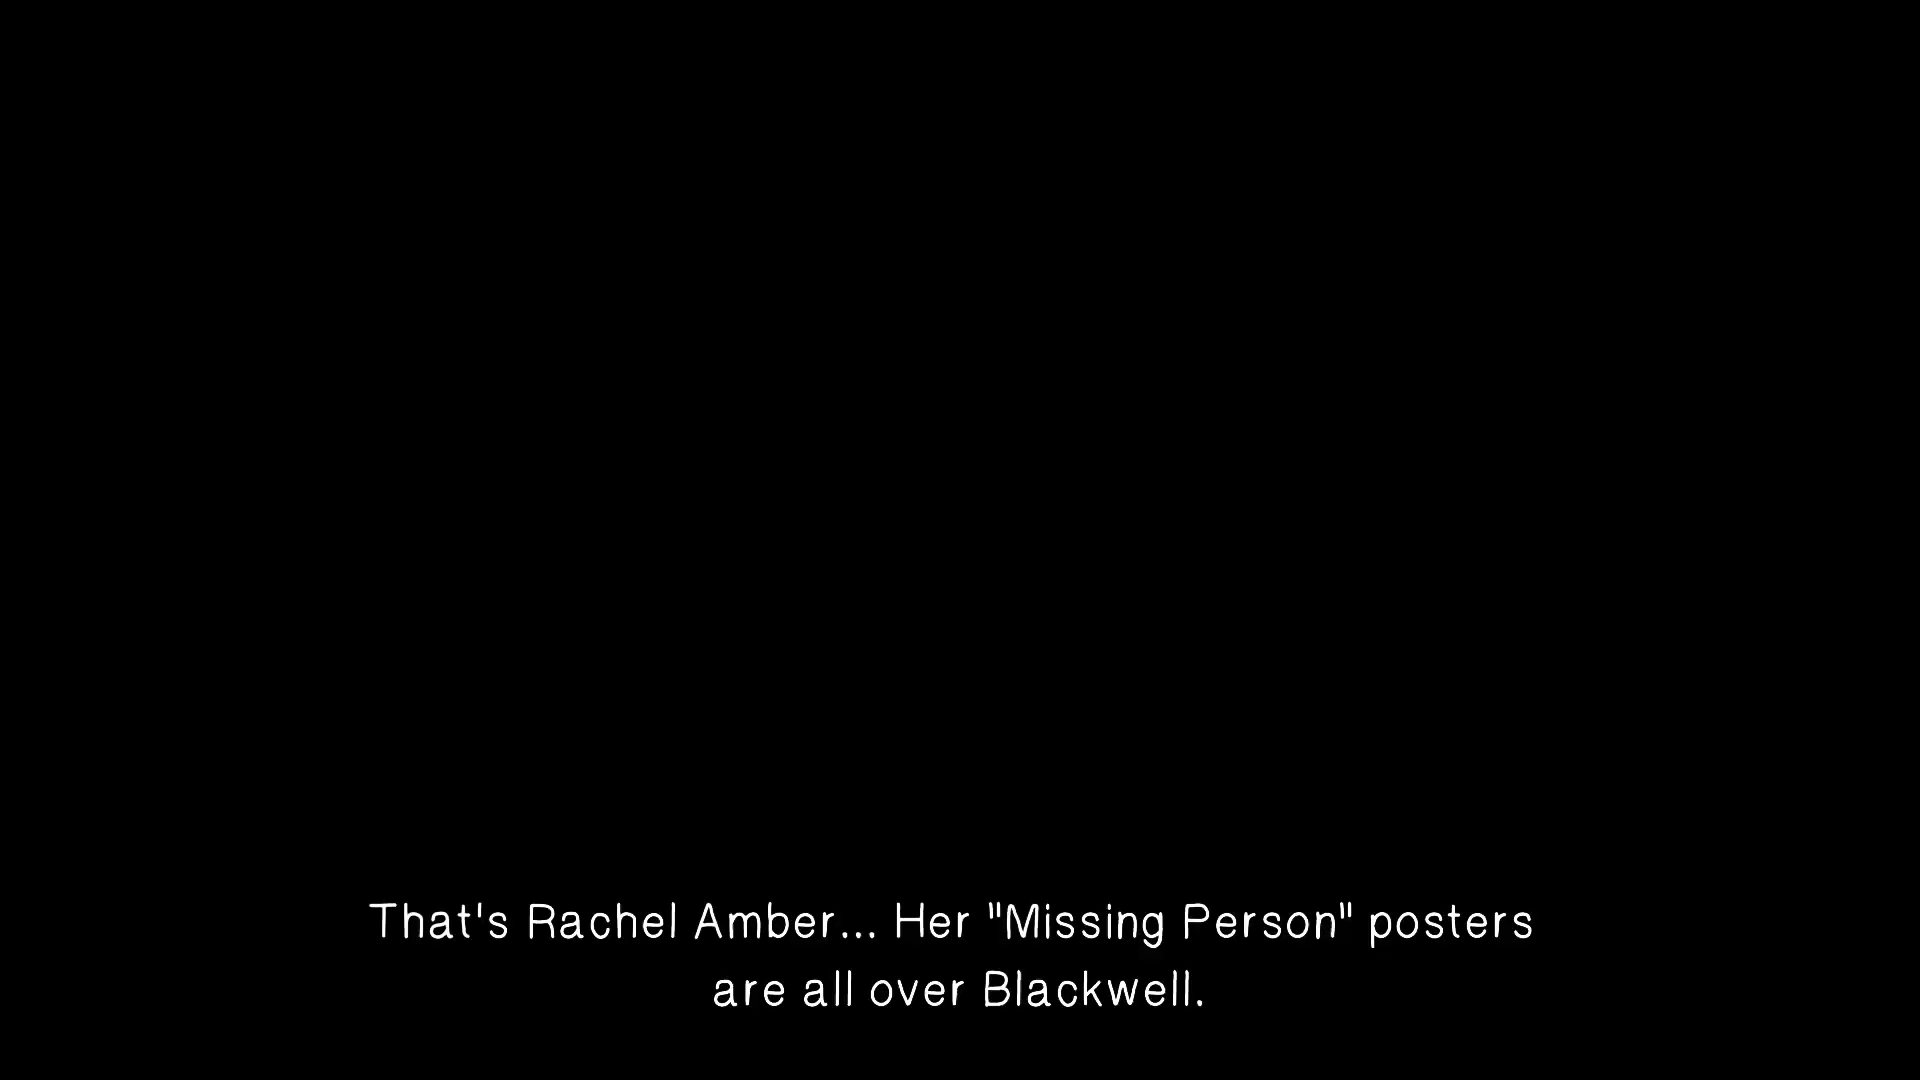 That's Rachel Amber... Her "Missing Person" posters
are all over Blackwell.